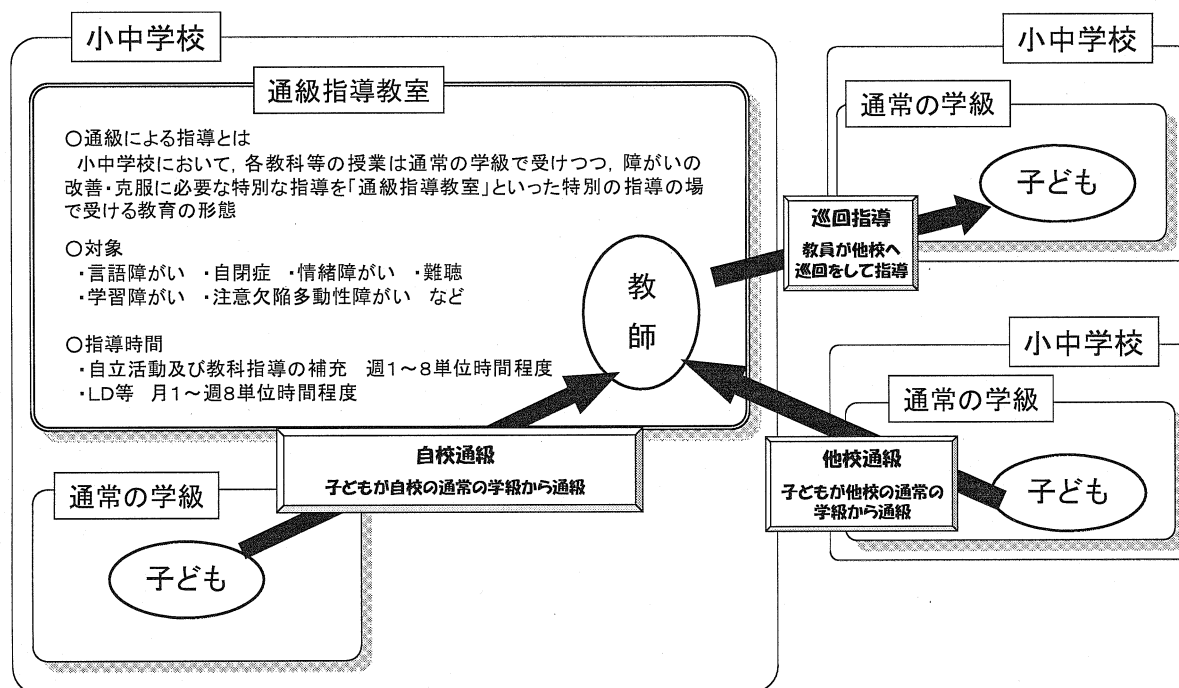 小中学校
通級指導教室
○通級による指導とは
小中学校において，各教科等の授業は通常の学級で受けつつ，障がいの
改善・克服に必要な特別な指導を「通級指導教室」といった特別の指導の場
で受ける教育の形態
○対象
・言語障がい ・自閉症 ・情緒障がい ・難聴
・学習障がい ・注意欠陥多動性障がい など
○指導時間
・自立活動及び教科指導の補充 週1～8単位時間程度
・LD等 月1～週8単位時間程度
教
師
自校通級
子どもが自校の通常の学級から通級
通常の学級
子ども
小中学校
通常の学級
子ども
巡回指導
教員が他校へ
巡回をして指導
小中学校
通常の学級
子ども
他校通級
子どもが他校の通常の
学級から通級